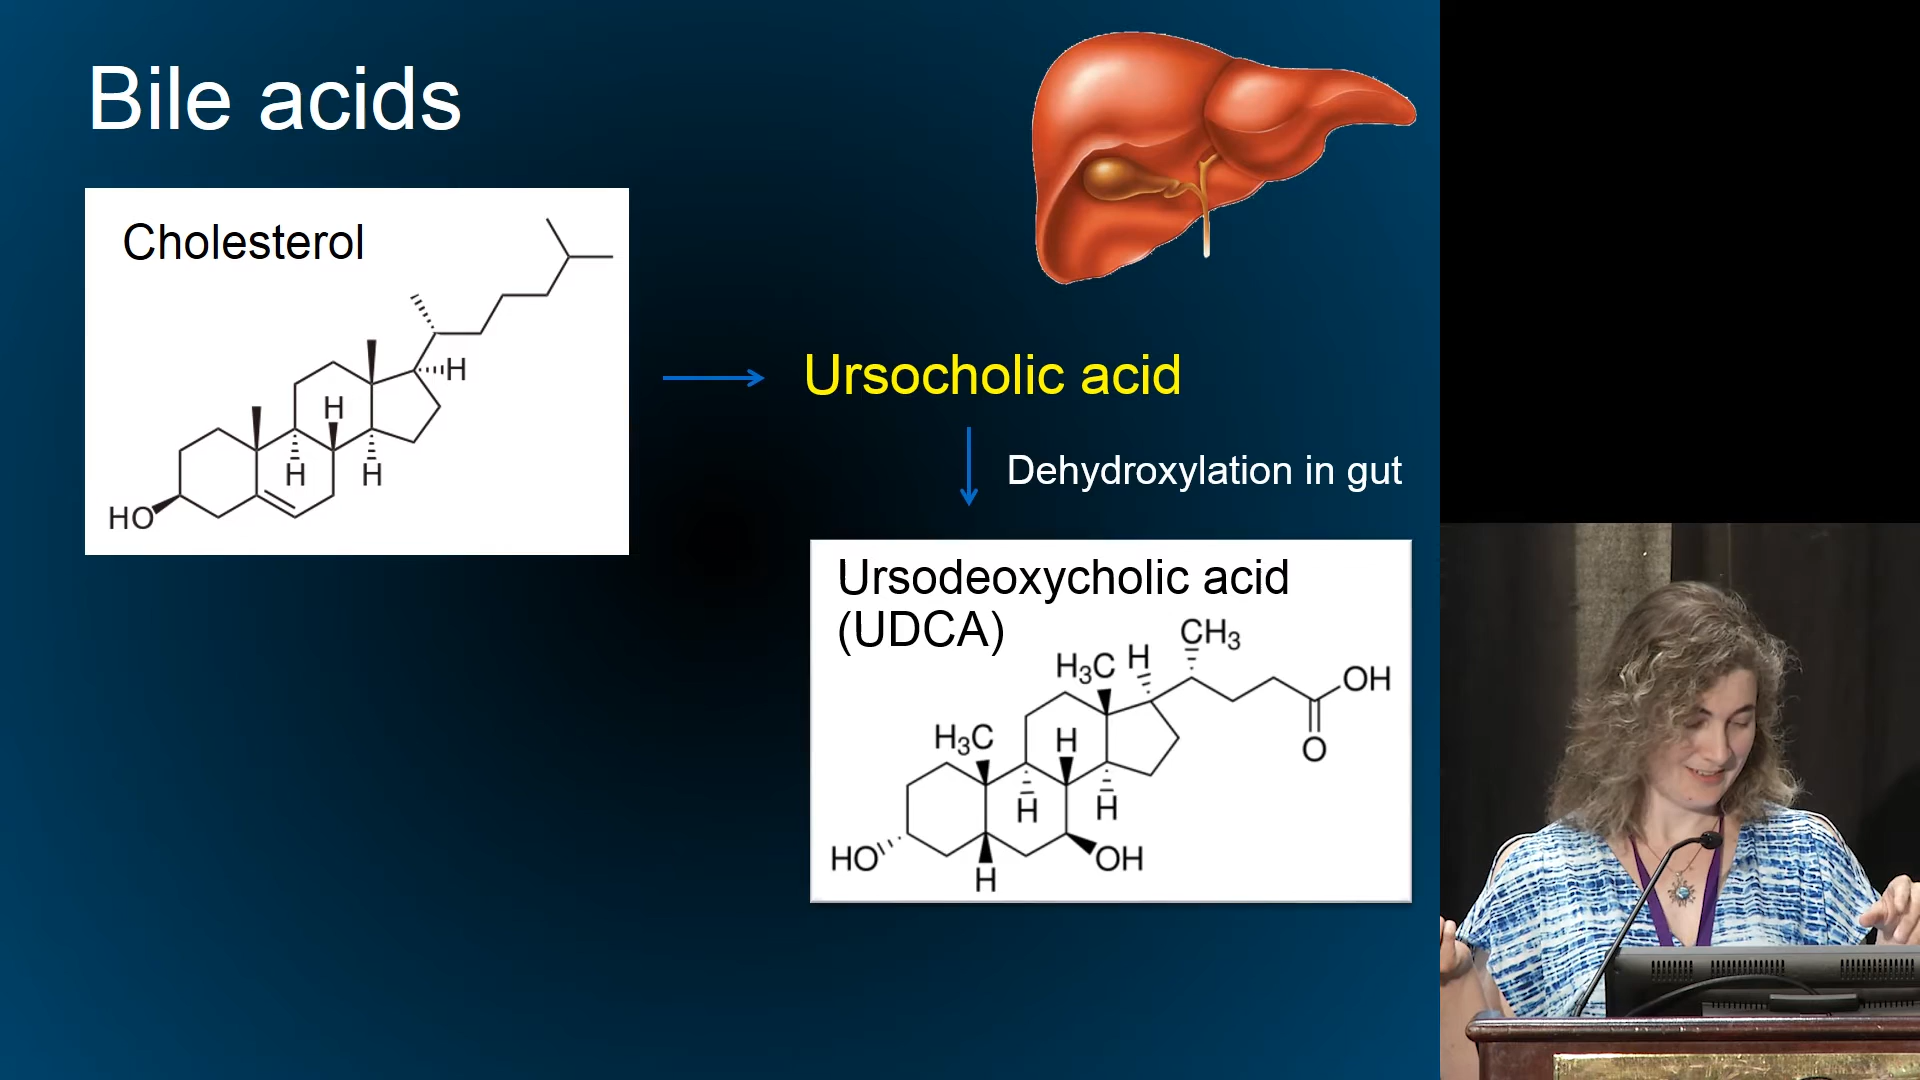 Bile acids
Cholesterol
H
H
H
H
HO
Ursocholic acid
Dehydroxylation in gut
Ursodeoxycholic acid
(UDCA)
CH3
H3C
H
OH
H3C
H
O
H
H
HO
OH
H